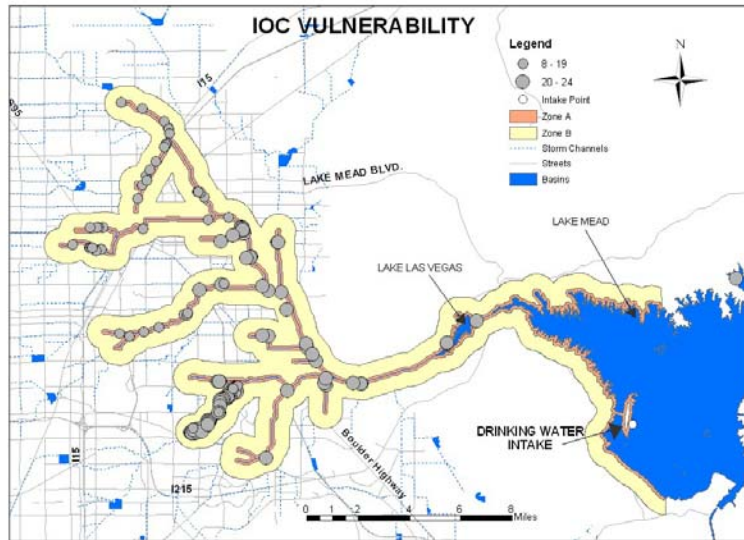 IOC VULNERABILITY
Legend
8 - 19
20 - 24
Intake Point
Zone A
Zone B
Storm Channels
Streets
Basins
N
I15
LAKE MEAD BLVD.
LAKE MEAD
LAKE LAS VEGAS
DRINKING WATER
INTAKE
Boulder Highway
I15
I215
0 1 2 4 6 8
Miles